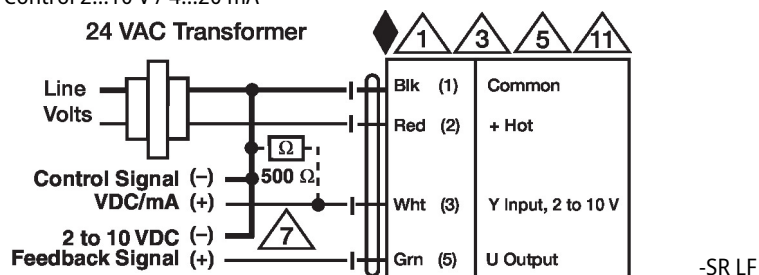 Control 2...10 V / 4...20 mA
24 VAC Transformer
1 3 5 11
Line Volts
Blk (1) Common
Red (2) + Hot
Ω
500 Ω
Control Signal (–)
VDC/mA (+)
Wht (3) Y Input, 2 to 10 V
7
2 to 10 VDC (–)
Feedback Signal (+)
Grn (5) U Output
-SR LF